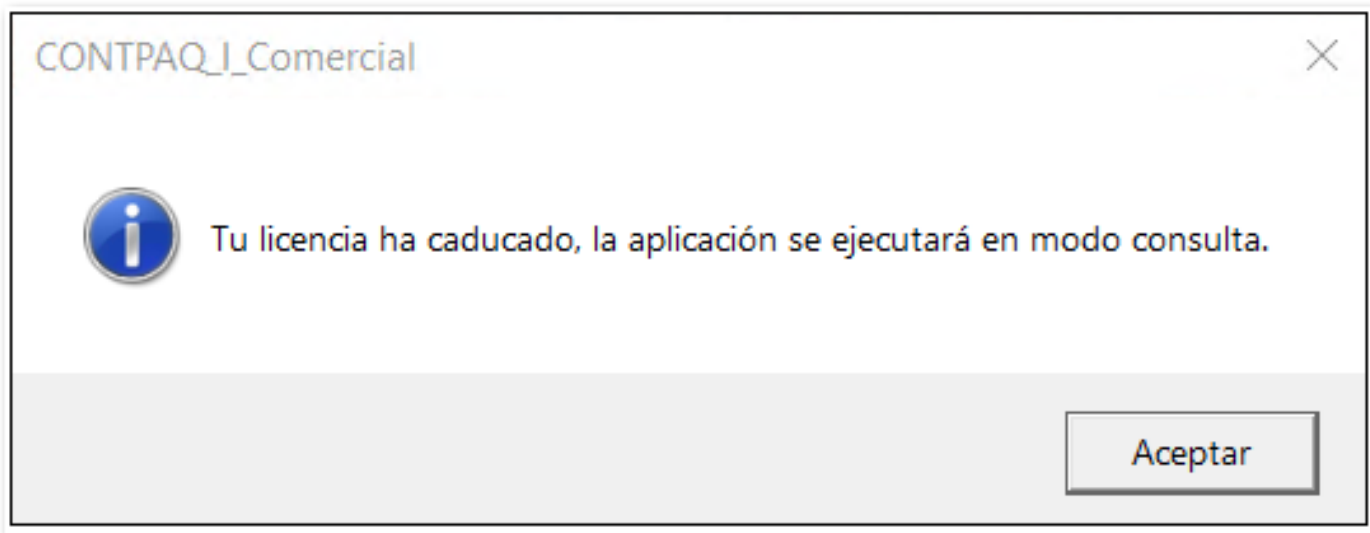 CONTPAQ_I_Comercial
Tu licencia ha caducado, la aplicación se ejecutará en modo consulta.
Aceptar